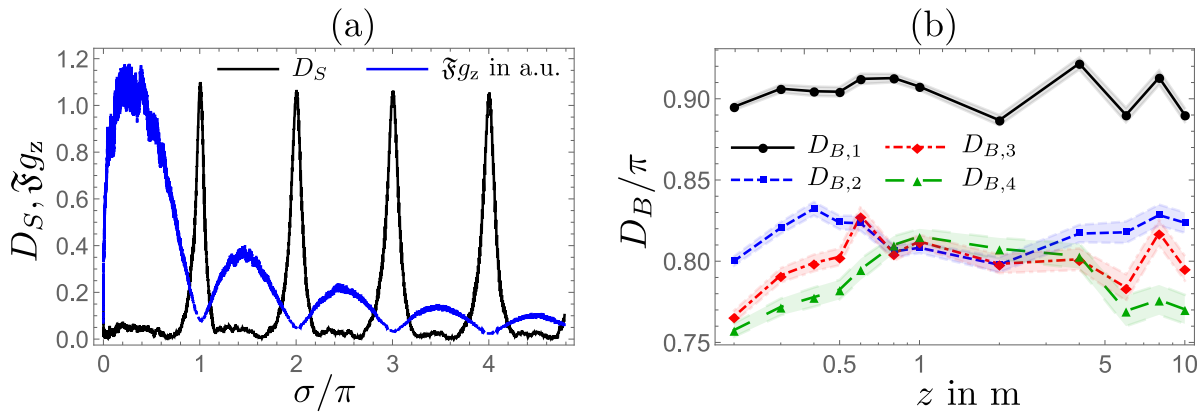 (a)
D_S
𝔉g_z in a.u.
D_S, 𝔉g_z
1.2
1.0
0.8
0.6
0.4
0.2
0.0
0
1
2
3
4
σ/π
(b)
D_B/π
0.90
0.85
0.80
0.75
D_{B,1}
D_{B,3}
D_{B,2}
D_{B,4}
0.5
1
5
10
z in m